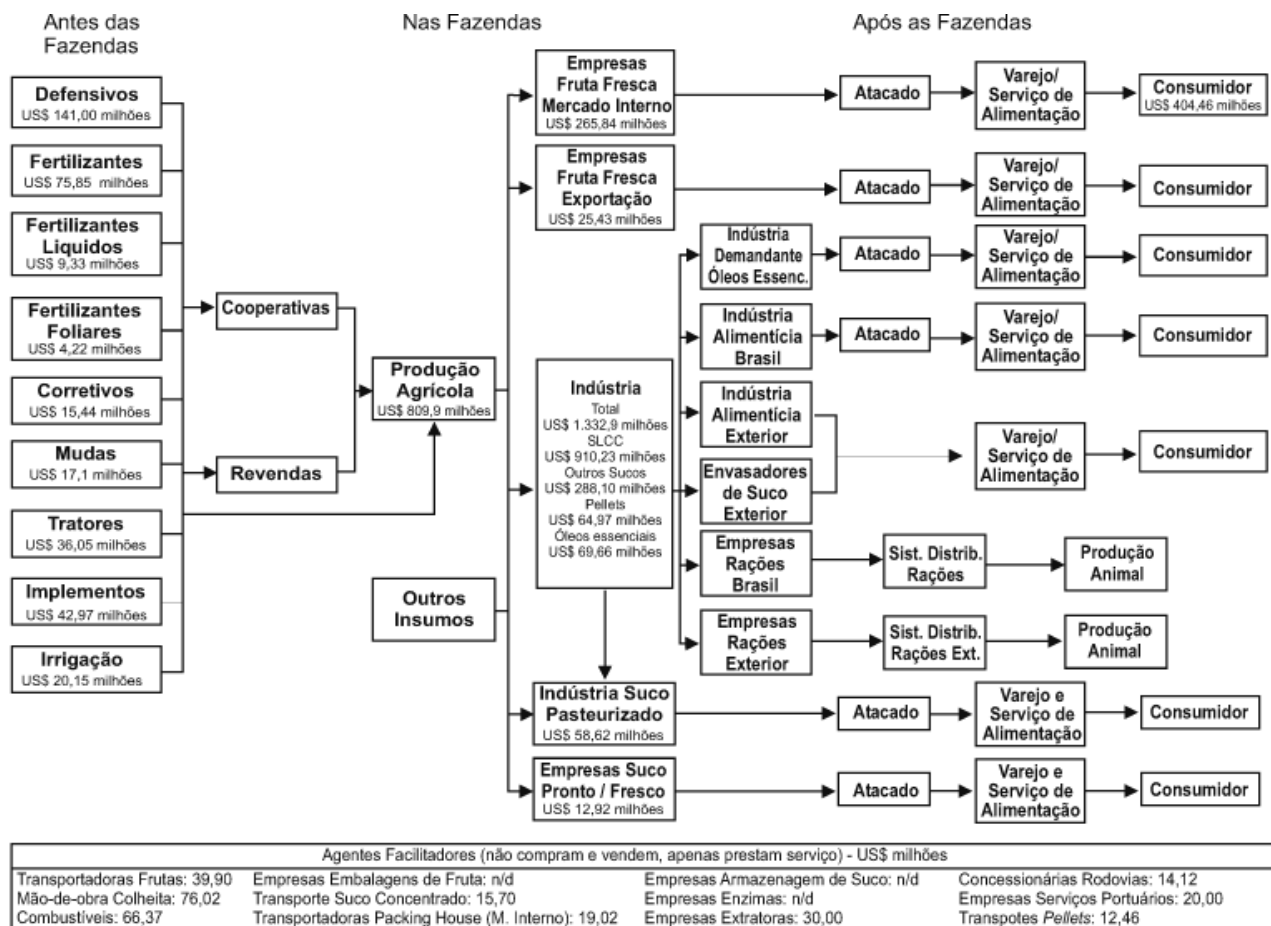 Antes das
Fazendas
Nas Fazendas
Após as Fazendas
Defensivos
US$ 141,00 milhões
Fertilizantes
US$ 75,85 milhões
Fertilizantes
Liquidos
US$ 9,33 milhões
Fertilizantes
Foliares
US$ 4,22 milhões
Corretivos
US$ 15,44 milhões
Mudas
US$ 17,1 milhões
Tratores
US$ 36,05 milhões
Implementos
US$ 42,97 milhões
Irrigação
US$ 20,15 milhões
Cooperativas
Revendas
Produção
Agrícola
US$ 809,9 milhões
Outros
Insumos
Empresas
Fruta Fresca
Mercado Interno
US$ 265,84 milhões
Atacado
Varejo/
Serviço de
Alimentação
Consumidor
US$ 404,46 milhões
Empresas
Fruta Fresca
Exportação
US$ 25,43 milhões
Atacado
Varejo/
Serviço de
Alimentação
Consumidor
Indústria
Total
US$ 1.332,9 milhões
SLCC
US$ 910,23 milhões
Outros Sucos
US$ 288,10 milhões
Pellets
US$ 64,97 milhões
Óleos essenciais
US$ 69,66 milhões
Indústria
Demandante
Óleos Essenc.
Atacado
Varejo/
Serviço de
Alimentação
Consumidor
Indústria
Alimentícia
Brasil
Atacado
Varejo/
Serviço de
Alimentação
Consumidor
Indústria
Alimentícia
Exterior
Envasadores
de Suco
Exterior
Varejo/
Serviço de
Alimentação
Consumidor
Empresas
Rações
Brasil
Sist. Distrib.
Rações
Produção
Animal
Empresas
Rações
Exterior
Sist. Distrib.
Rações Ext.
Produção
Animal
Indústria Suco
Pasteurizado
US$ 58,62 milhões
Atacado
Varejo e
Serviço de
Alimentação
Consumidor
Empresas Suco
Pronto / Fresco
US$ 12,92 milhões
Atacado
Varejo e
Serviço de
Alimentação
Consumidor
Agentes Facilitadores (não compram e vendem, apenas prestam serviço) - US$ milhões
Transportadoras Frutas: 39,90 Empresas Embalagens de Fruta: n/d Empresas Armazenagem de Suco: n/d Concessionárias Rodovias: 14,12
Mão-de-obra Colheita: 76,02 Transporte Suco Concentrado: 15,70 Empresas Enzimas: n/d Empresas Serviços Portuários: 20,00
Combustíveis: 66,37 Transportadoras Packing House (M. Interno): 19,02 Empresas Extratoras: 30,00 Transpotes Pellets: 12,46